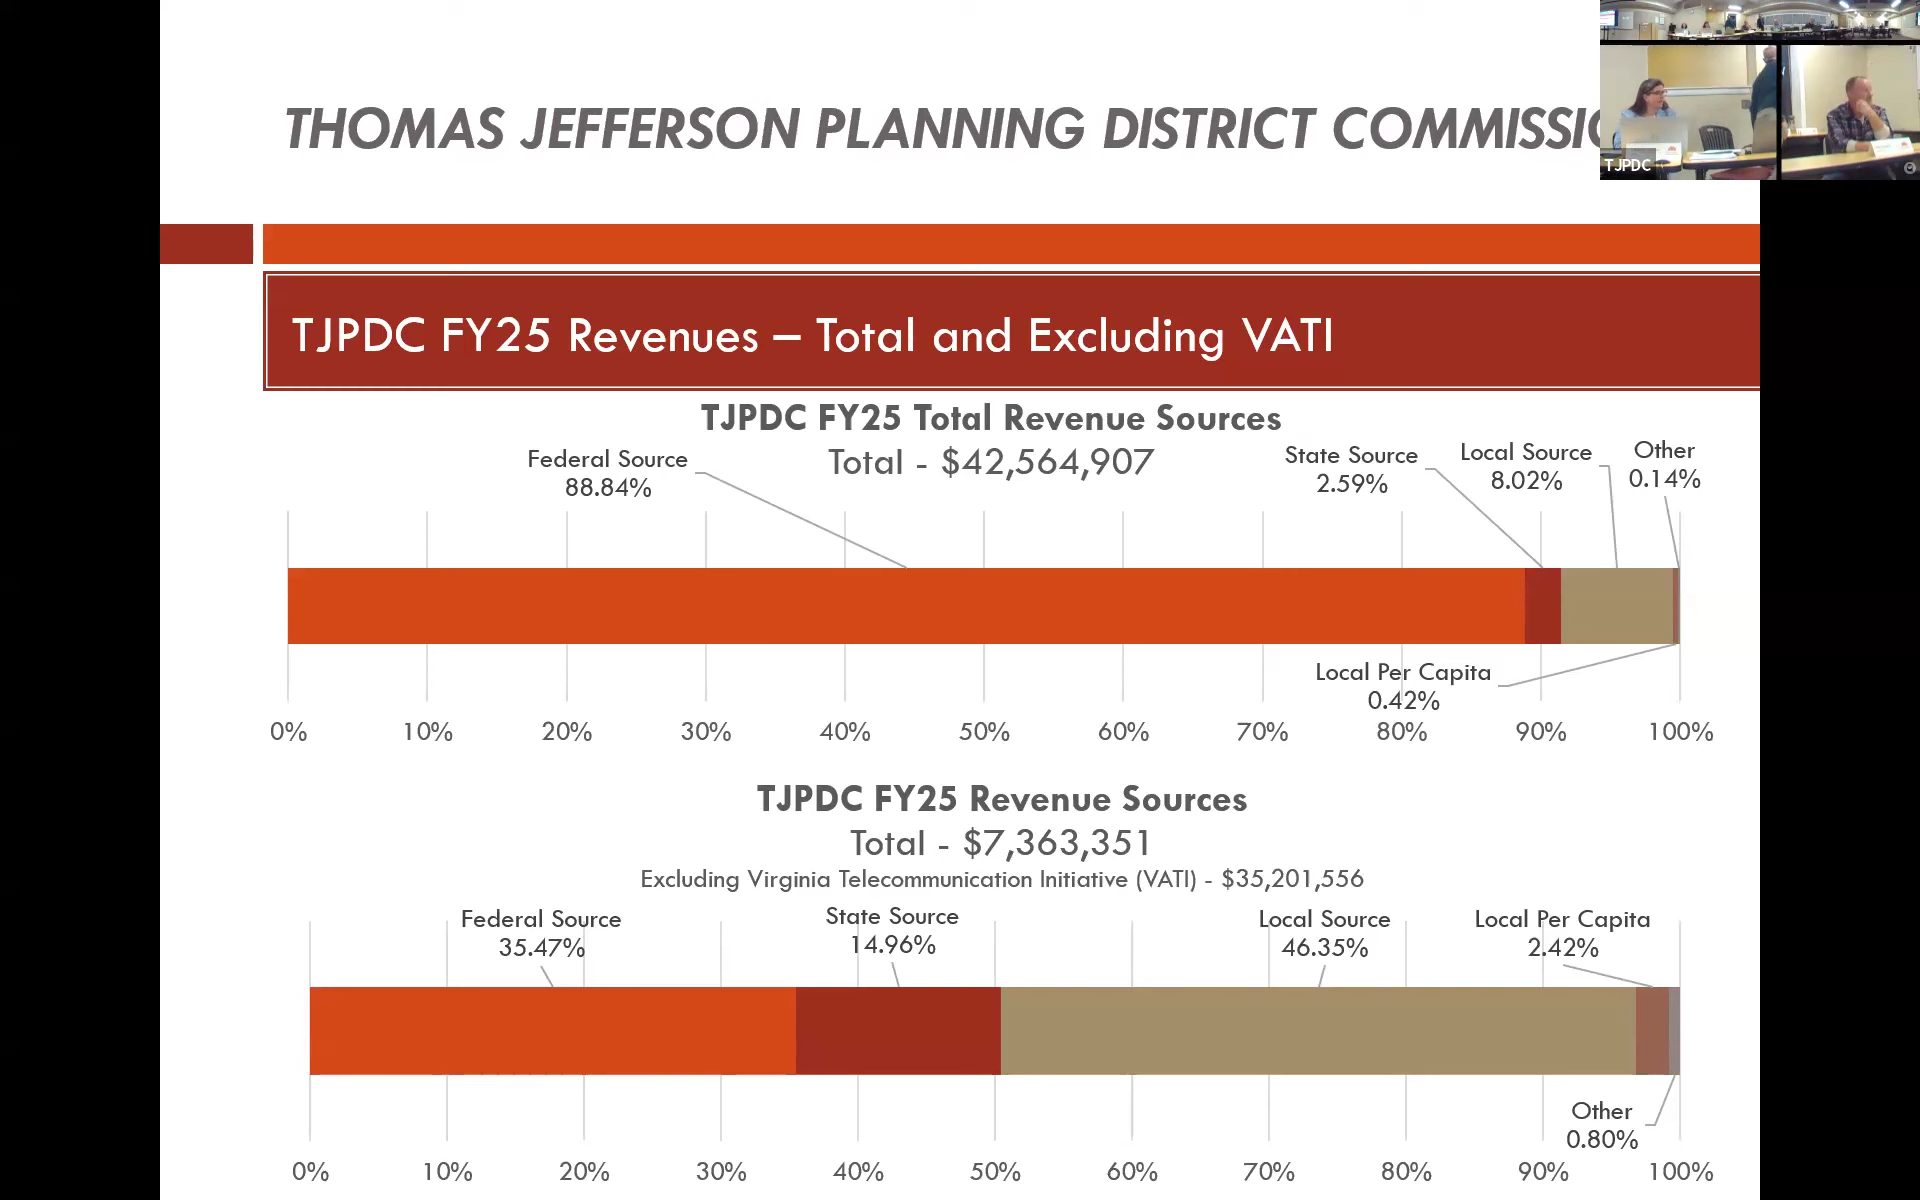 THOMAS JEFFERSON PLANNING DISTRICT COMMISSIO
TJPDC
TJPDC FY25 Revenues – Total and Excluding VATI
TJPDC FY25 Total Revenue Sources
Total - $42,564,907
Federal Source
88.84%
State Source
2.59%
Local Source
8.02%
Other
0.14%
Local Per Capita
0.42%
0% 10% 20% 30% 40% 50% 60% 70% 80% 90% 100%
TJPDC FY25 Revenue Sources
Total - $7,363,351
Excluding Virginia Telecommunication Initiative (VATI) - $35,201,556
Federal Source
35.47%
State Source
14.96%
Local Source
46.35%
Local Per Capita
2.42%
Other
0.80%
0% 10% 20% 30% 40% 50% 60% 70% 80% 90% 100%